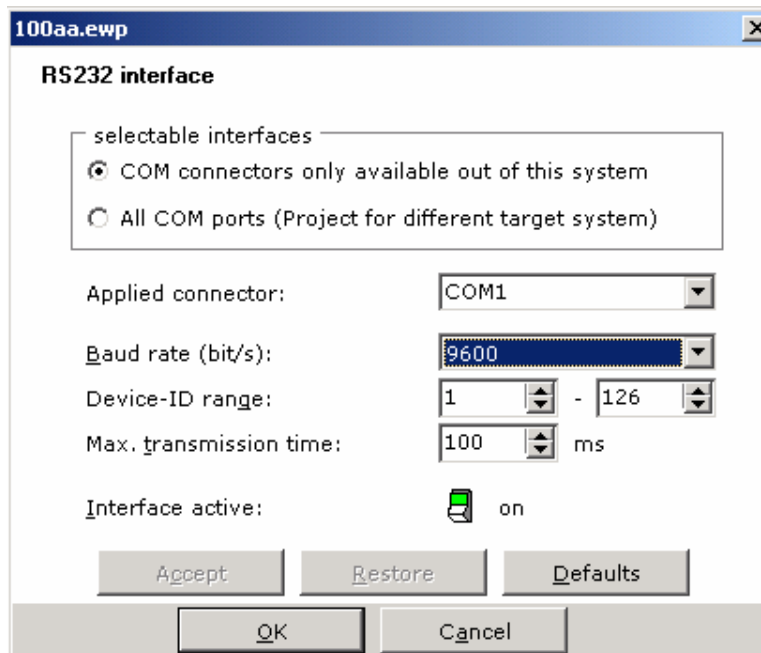 100aa.ewp
RS232 interface
selectable interfaces
COM connectors only available out of this system
All COM ports (Project for different target system)
Applied connector: COM1
Baud rate (bit/s): 9600
Device-ID range: 1 - 126
Max. transmission time: 100 ms
Interface active: on
Accept Restore Defaults
OK Cancel